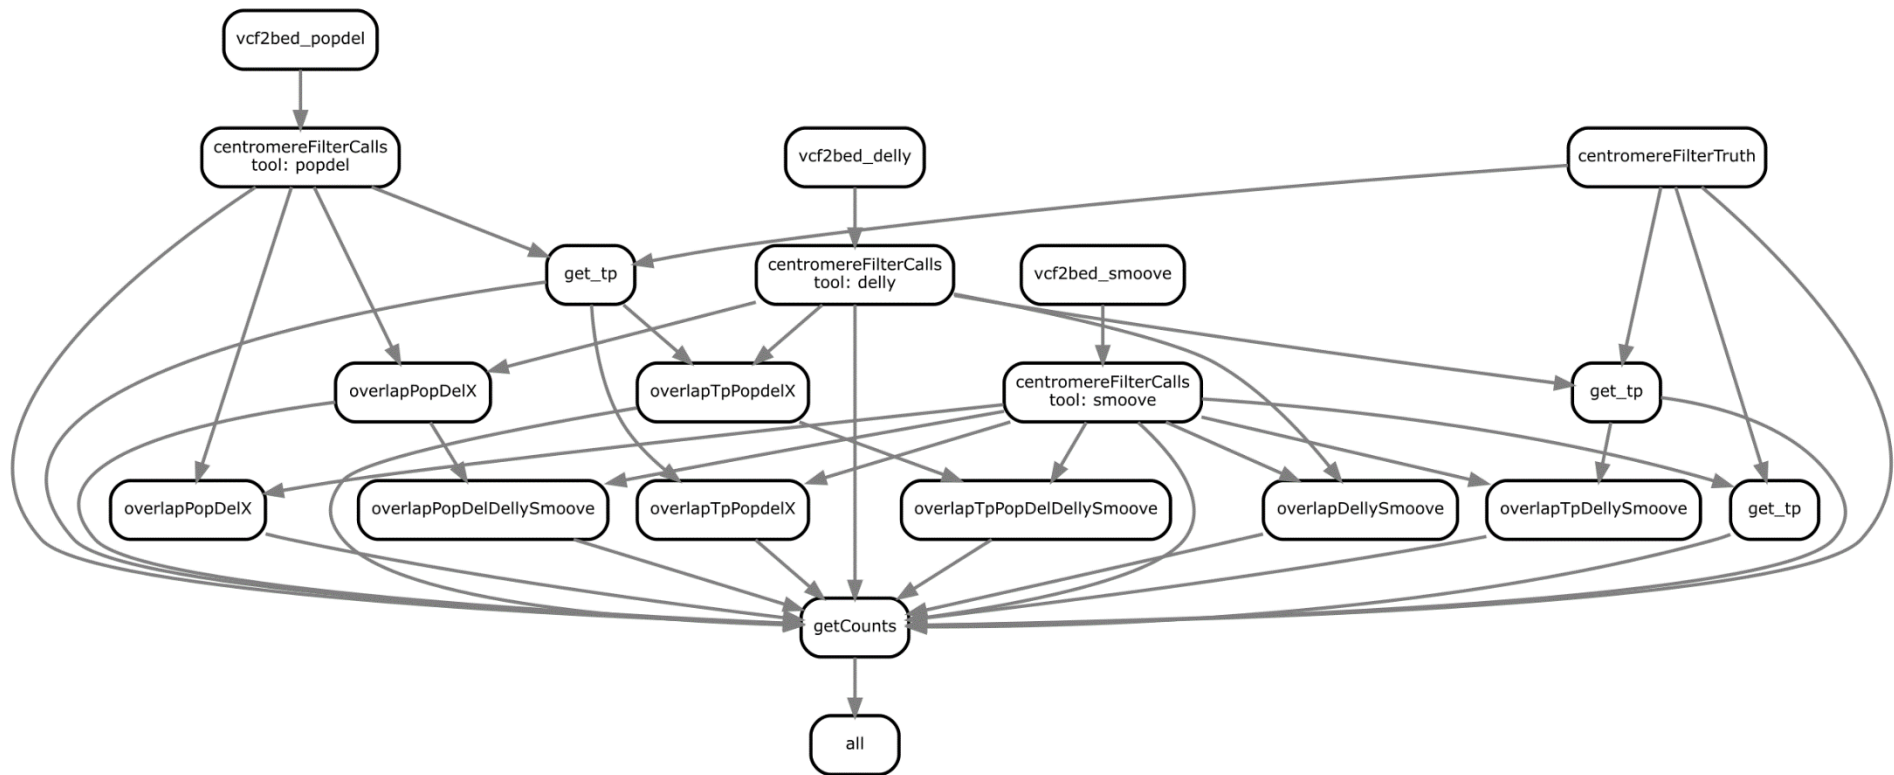 vcf2bed_popdel
centromereFilterCalls
tool: popdel
vcf2bed_delly
centromereFilterTruth
get_tp
centromereFilterCalls
tool: delly
vcf2bed_smoove
overlapPopDelX
overlapTpPopdelX
centromereFilterCalls
tool: smoove
get_tp
overlapPopDelX
overlapPopDelDellySmoove
overlapTpPopdelX
overlapTpPopDelDellySmoove
overlapDellySmoove
overlapTpDellySmoove
get_tp
getCounts
all